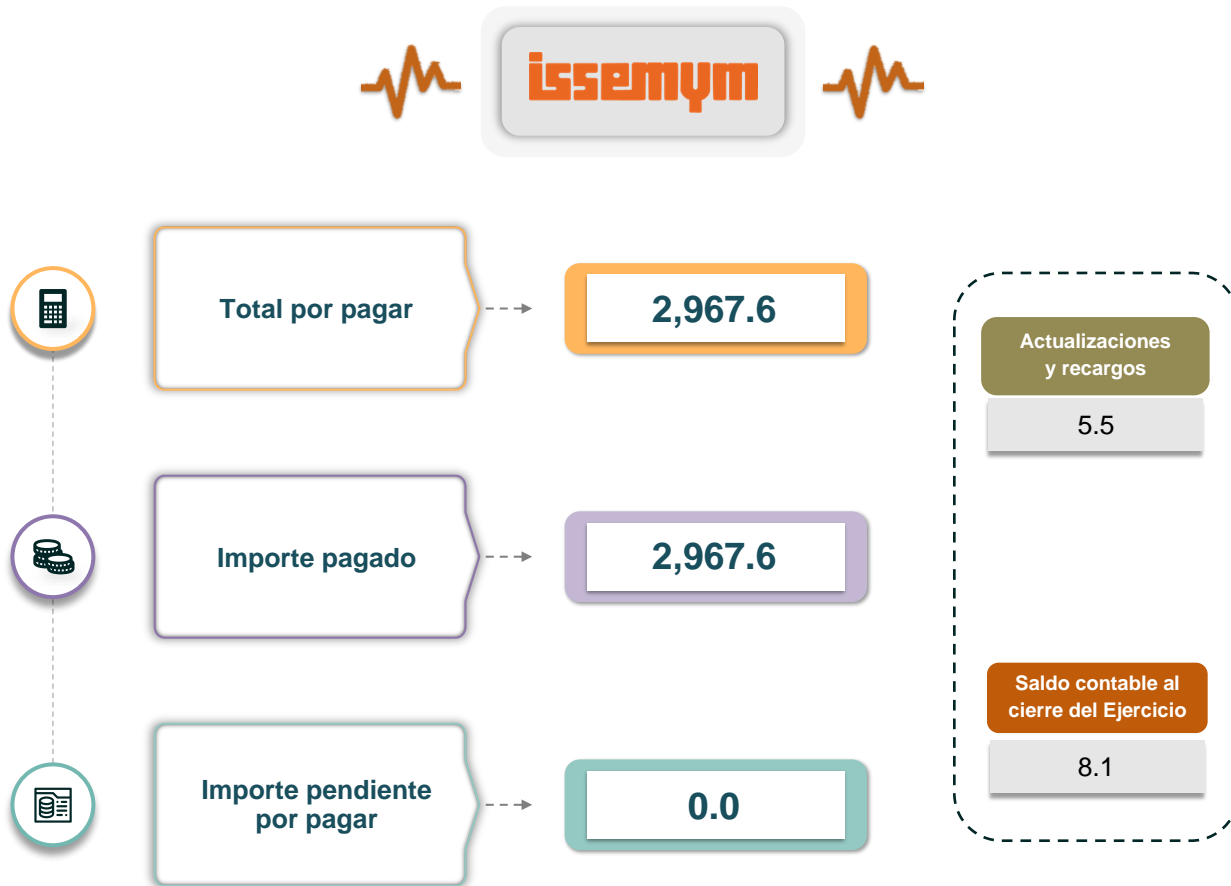 issemym
Total por pagar
2,967.6
Importe pagado
2,967.6
Importe pendiente
por pagar
0.0
Actualizaciones
y recargos
5.5
Saldo contable al
cierre del Ejercicio
8.1